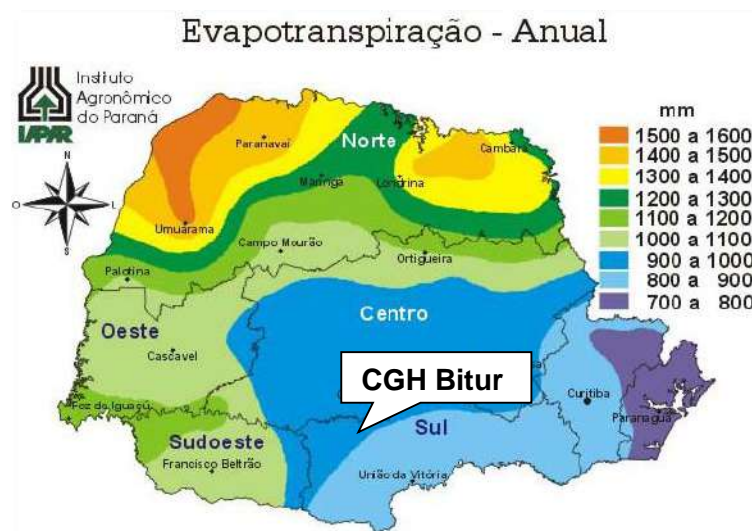 Evapotranspiração - Anual
Instituto
Agronômico
do Paraná
IAPAR
N
O
L
S
mm
1500 a 1600
1400 a 1500
1300 a 1400
1200 a 1300
1100 a 1200
1000 a 1100
900 a 1000
800 a 900
700 a 800
Norte
Paranavaí
Cambará
Maringa
Londrina
Umuarama
Campo Mourão
Ortigueira
Palotina
Oeste
Centro
Cascavel
CGH Bitur
Curitiba
Foz do Iguaçú
Paranaguá
Sudoeste
Sul
Francisco Beltrão
União da Vitória